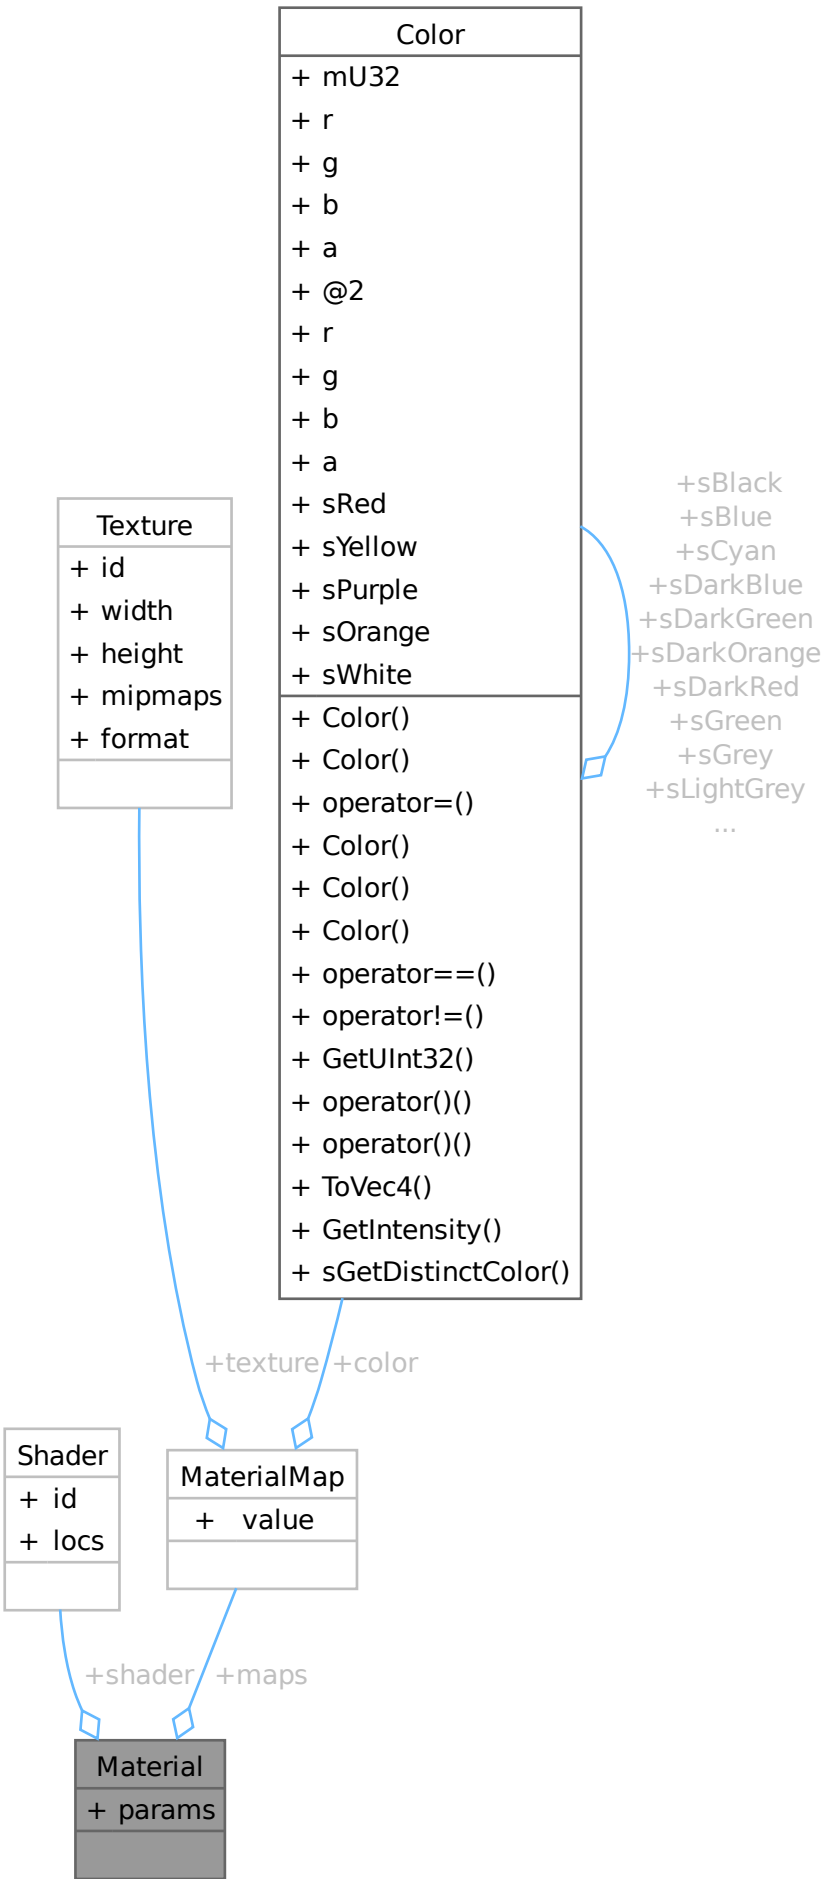 Color
+ mU32
+ r
+ g
+ b
+ a
+ @2
+ r
+ g
+ b
+ a
+ sRed
+ sYellow
+ sPurple
+ sOrange
+ sWhite
+ Color()
+ Color()
+ operator=()
+ Color()
+ Color()
+ Color()
+ operator==()
+ operator!=()
+ GetUInt32()
+ operator()()
+ operator()()
+ ToVec4()
+ GetIntensity()
+ sGetDistinctColor()
+sBlack
+sBlue
+sCyan
+sDarkBlue
+sDarkGreen
+sDarkOrange
+sDarkRed
+sGreen
+sGrey
+sLightGrey
...
Texture
+ id
+ width
+ height
+ mipmaps
+ format
+texture
+color
Shader
+ id
+ locs
MaterialMap
+ value
+shader
+maps
Material
+ params